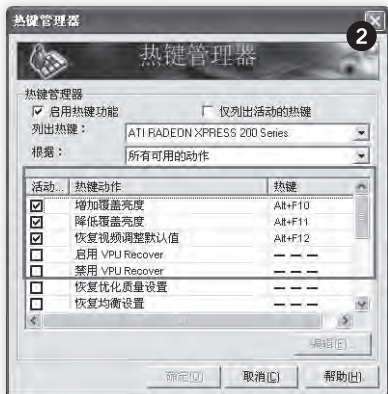 热键管理器
2
热键管理器
热键管理器
启用热键功能 仅列出活动的热键
列出热键： ATI RADEON XPRESS 200 Series
根据： 所有可用的动作
活动... 热键动作 热键
增加覆盖亮度 Alt+F10
降低覆盖亮度 Alt+F11
恢复视频调整默认值 Alt+F12
启用 VPU Recover - - -
禁用 VPU Recover - - -
恢复优化质量设置 - - -
恢复均衡设置 - - -
编辑(E)...
确定(O) 取消(C) 帮助(H)